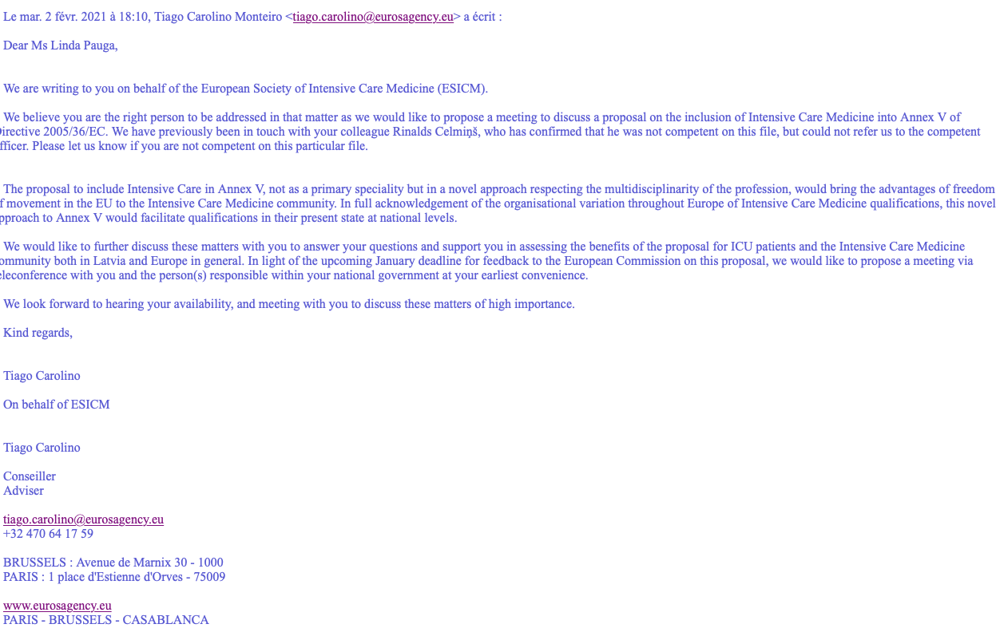 Le mar. 2 févr. 2021 à 18:10, Tiago Carolino Monteiro <tiago.carolino@eurosagency.eu> a écrit :
Dear Ms Linda Pauga,
We are writing to you on behalf of the European Society of Intensive Care Medicine (ESICM).
We believe you are the right person to be addressed in that matter as we would like to propose a meeting to discuss a proposal on the inclusion of Intensive Care Medicine into Annex V of
Directive 2005/36/EC. We have previously been in touch with your colleague Rinalds Celmiņš, who has confirmed that he was not competent on this file, but could not refer us to the competent
fficer. Please let us know if you are not competent on this particular file.
The proposal to include Intensive Care in Annex V, not as a primary speciality but in a novel approach respecting the multidisciplinarity of the profession, would bring the advantages of freedom
f movement in the EU to the Intensive Care Medicine community. In full acknowledgement of the organisational variation throughout Europe of Intensive Care Medicine qualifications, this novel
pproach to Annex V would facilitate qualifications in their present state at national levels.
We would like to further discuss these matters with you to answer your questions and support you in assessing the benefits of the proposal for ICU patients and the Intensive Care Medicine
ommunity both in Latvia and Europe in general. In light of the upcoming January deadline for feedback to the European Commission on this proposal, we would like to propose a meeting via
eleconference with you and the person(s) responsible within your national government at your earliest convenience.
We look forward to hearing your availability, and meeting with you to discuss these matters of high importance.
Kind regards,
Tiago Carolino
On behalf of ESICM
Tiago Carolino
Conseiller
Adviser
tiago.carolino@eurosagency.eu
+32 470 64 17 59
BRUSSELS : Avenue de Marnix 30 - 1000
PARIS : 1 place d'Estienne d'Orves - 75009
www.eurosagency.eu
PARIS - BRUSSELS - CASABLANCA